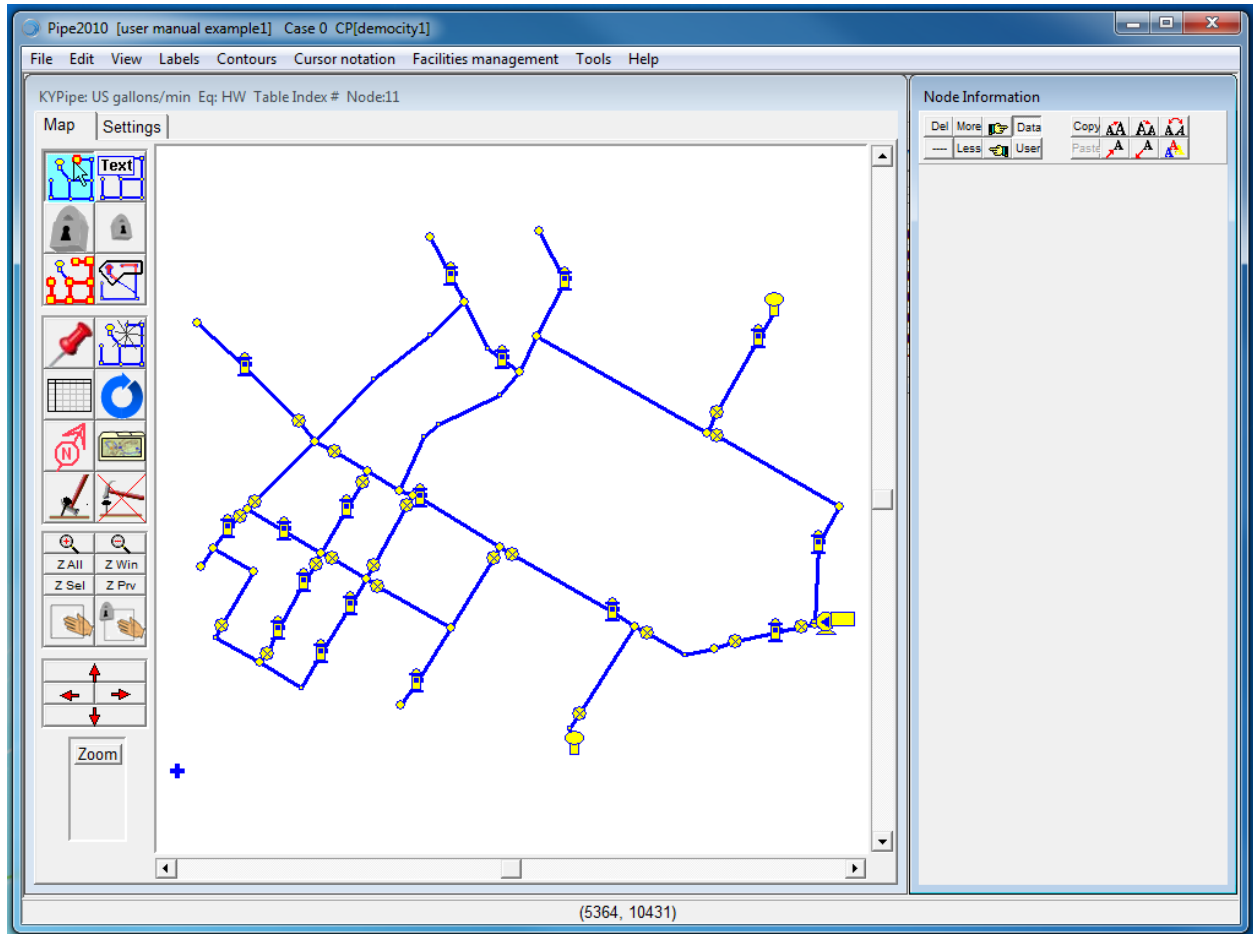 Pipe2010 [user manual example1] Case 0 CP[democity1]
File Edit View Labels Contours Cursor notation Facilities management Tools Help
KYPipe: US gallons/min Eq: HW Table Index # Node:11
Map Settings
Text
N
Z All Z Win
Z Sel Z Prv
Zoom
Node Information
Del More Data Copy A A A A A A
---- Less User Paste A A A
(5364, 10431)